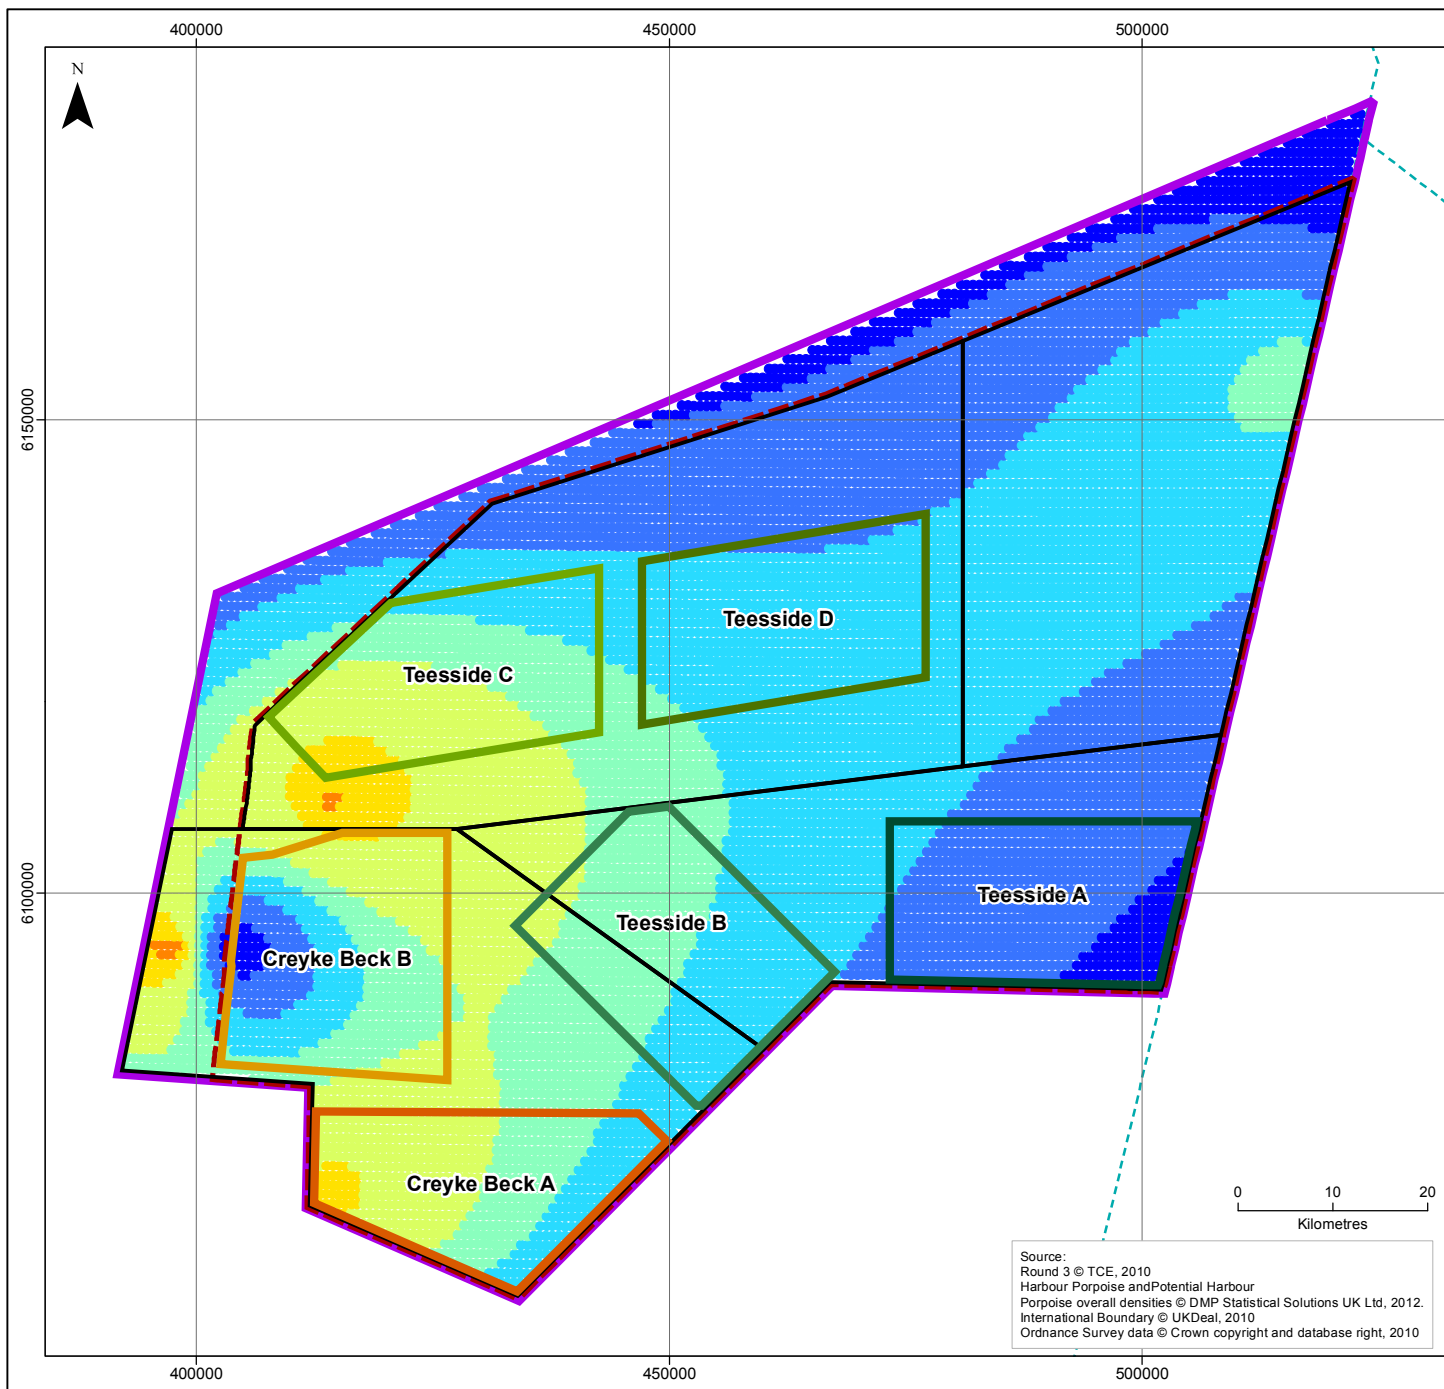 400000 450000 500000
N
6150000
Teesside D
Teesside C
6100000
Teesside A
Teesside B
Creyke Beck B
Creyke Beck A
0 10 20
Kilometres
Source:
Round 3 © TCE, 2010
Harbour Porpoise andPotential Harbour
Porpoise overall densities © DMP Statistical Solutions UK Ltd, 2012.
International Boundary © UKDeal, 2010
Ordnance Survey data © Crown copyright and database right, 2010
400000 450000 500000